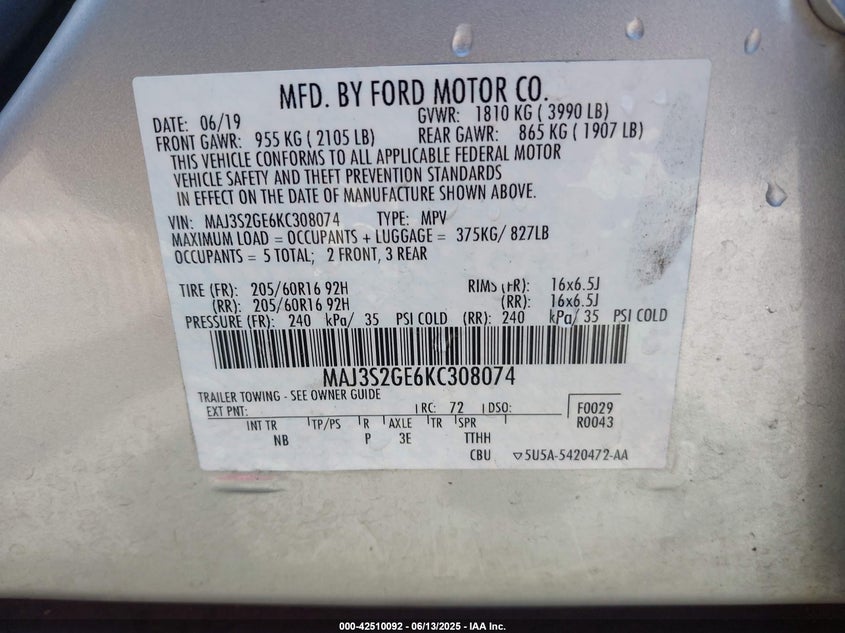 MFD. BY FORD MOTOR CO.
DATE: 06/19 GVWR: 1810 KG ( 3990 LB)
FRONT GAWR: 955 KG ( 2105 LB) REAR GAWR: 865 KG ( 1907 LB)
THIS VEHICLE CONFORMS TO ALL APPLICABLE FEDERAL MOTOR
VEHICLE SAFETY AND THEFT PREVENTION STANDARDS
IN EFFECT ON THE DATE OF MANUFACTURE SHOWN ABOVE.
VIN: MAJ3S2GE6KC308074 TYPE: MPV
MAXIMUM LOAD = OCCUPANTS + LUGGAGE = 375KG/ 827LB
OCCUPANTS = 5 TOTAL; 2 FRONT, 3 REAR
TIRE (FR): 205/60R16 92H RIMS (FR): 16x6.5J
(RR): 205/60R16 92H (RR): 16x6.5J
PRESSURE (FR): 240 kPa/ 35 PSI COLD (RR): 240 kPa/ 35 PSI COLD
MAJ3S2GE6KC308074
TRAILER TOWING - SEE OWNER GUIDE
EXT PNT: RC: 72 DSO: F0029
INT TR TP/PS R AXLE TR SPR R0043
NB P 3E TTHH
CBU ▽5U5A-5420472-AA
000-42510092 - 06/13/2025 - IAA Inc.